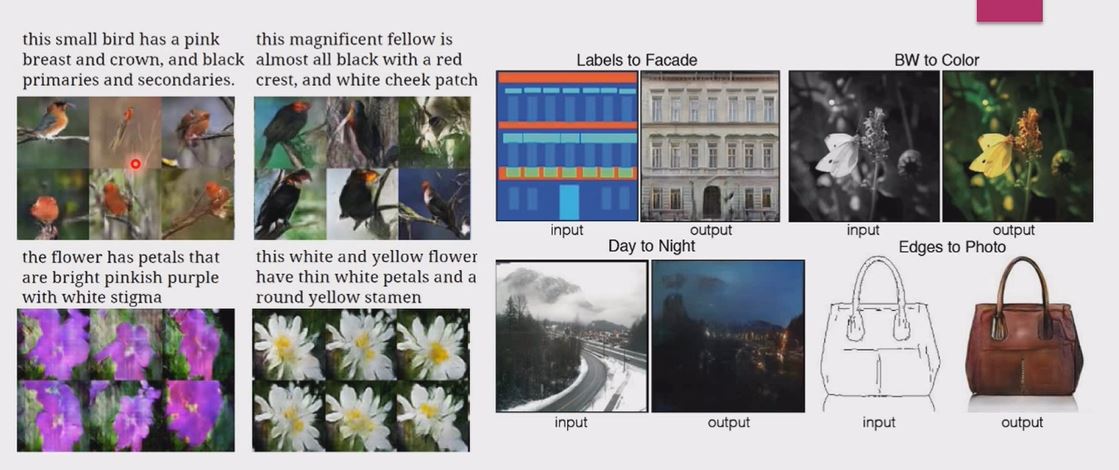 this small bird has a pink
breast and crown, and black
primaries and secondaries.
this magnificent fellow is
almost all black with a red
crest, and white cheek patch
the flower has petals that
are bright pinkish purple
with white stigma
this white and yellow flower
have thin white petals and a
round yellow stamen
Labels to Facade
input
output
BW to Color
input
output
Day to Night
input
output
Edges to Photo
input
output